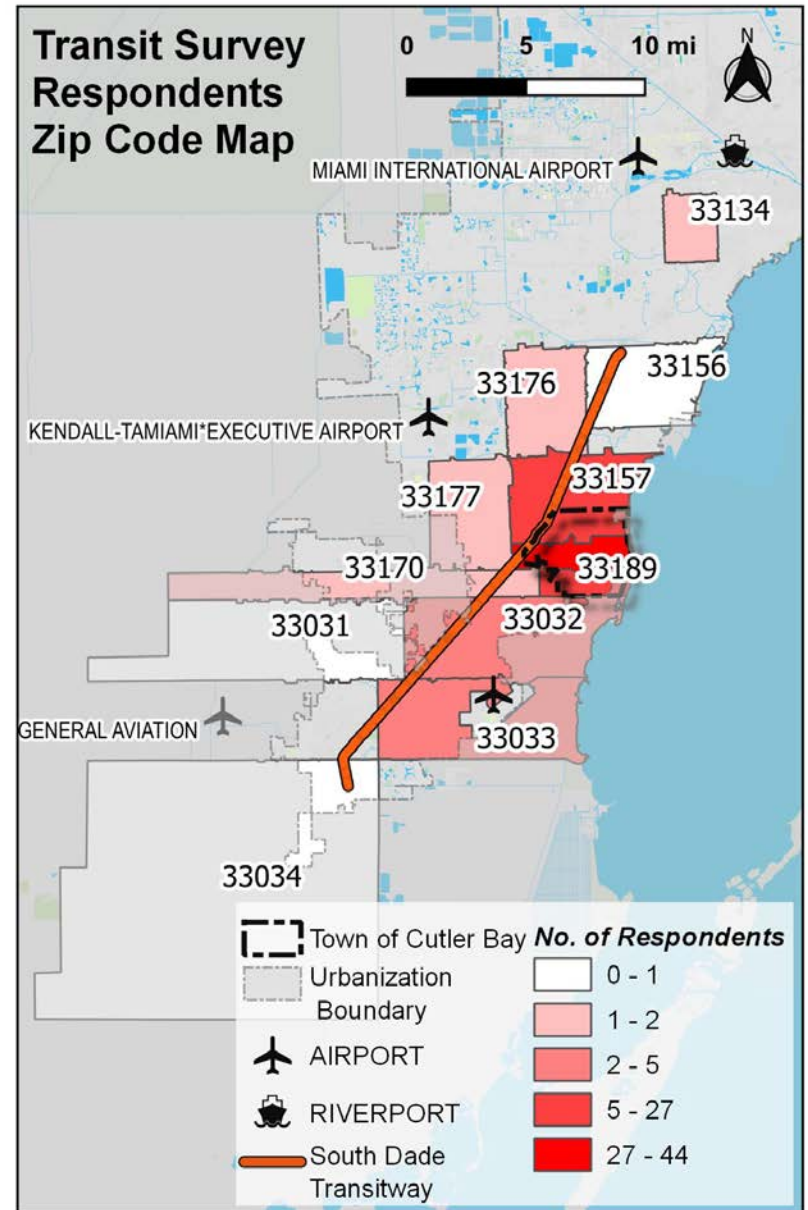 Transit Survey
Respondents
Zip Code Map
0 5 10 mi
N
MIAMI INTERNATIONAL AIRPORT
33134
33156
33176
KENDALL-TAMIAMI*EXECUTIVE AIRPORT
33157
33177
33170
33189
33031
33032
GENERAL AVIATION
33033
33034
Town of Cutler Bay
Urbanization
Boundary
AIRPORT
RIVERPORT
South Dade
Transitway
No. of Respondents
0 - 1
1 - 2
2 - 5
5 - 27
27 - 44